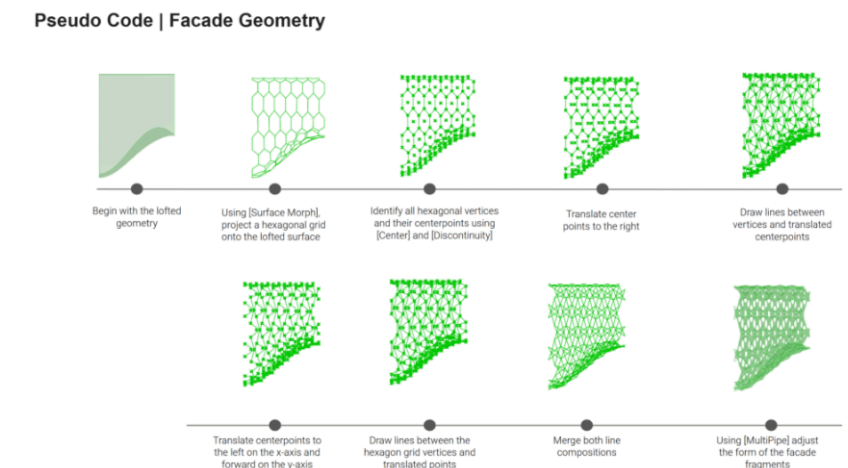 Pseudo Code | Facade Geometry
Begin with the lofted
geometry
Using [Surface Morph],
project a hexagonal grid
onto the lofted surface
Identify all hexagonal vertices
and their centerpoints using
[Center] and [Discontinuity]
Translate center
points to the right
Draw lines between
vertices and translated
centerpoints
Translate centerpoints to
the left on the x-axis and
forward on the y-axis
Draw lines between the
hexagon grid vertices and
translated points
Merge both line
compositions
Using [MultiPipe] adjust
the form of the facade
fragments